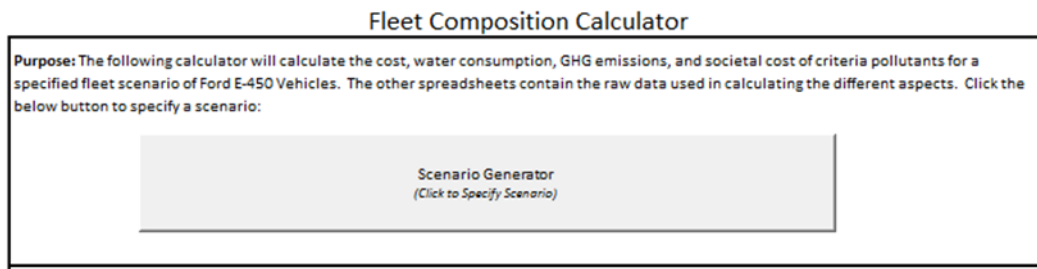 Fleet Composition Calculator
Purpose: The following calculator will calculate the cost, water consumption, GHG emissions, and societal cost of criteria pollutants for a
specified fleet scenario of Ford E-450 Vehicles. The other spreadsheets contain the raw data used in calculating the different aspects. Click the
below button to specify a scenario:
Scenario Generator
(Click to Specify Scenario)